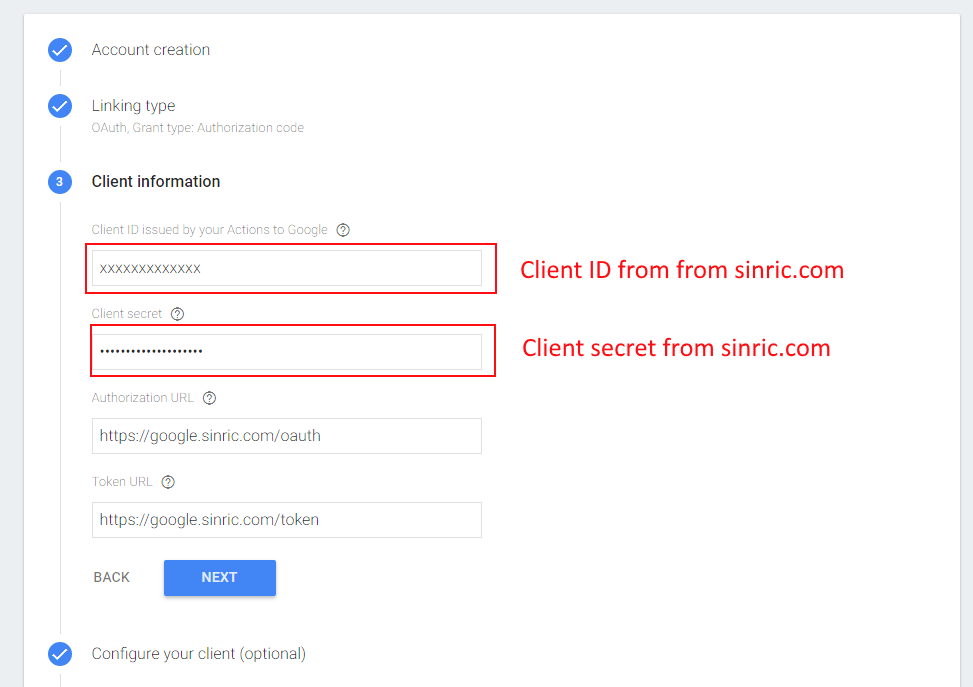 Account creation
Linking type
OAuth, Grant type: Authorization code
3
Client information
Client ID issued by your Actions to Google ?
XXXXXXXXXXXXX
Client ID from from sinric.com
Client secret ?
••••••••••••••••••••
Client secret from sinric.com
Authorization URL ?
https://google.sinric.com/oauth
Token URL ?
https://google.sinric.com/token
BACK NEXT
Configure your client (optional)